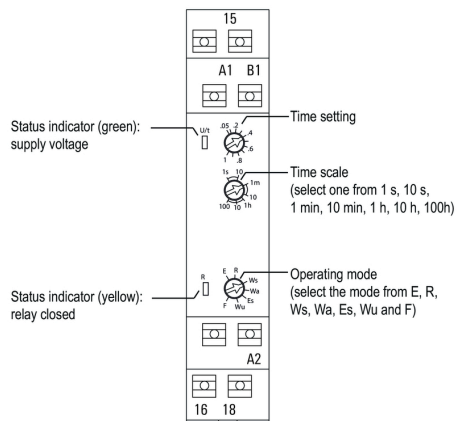 15
A1 B1
Status indicator (green):
supply voltage
U/t
.05 .2 .4 .6 .8 1
Time setting
1s 10 1m 10 1h 10 100
Time scale
(select one from 1 s, 10 s,
1 min, 10 min, 1 h, 10 h, 100h)
Status indicator (yellow):
relay closed
R
E R Ws Wa Es Wu F
Operating mode
(select the mode from E, R,
Ws, Wa, Es, Wu and F)
A2
16 18